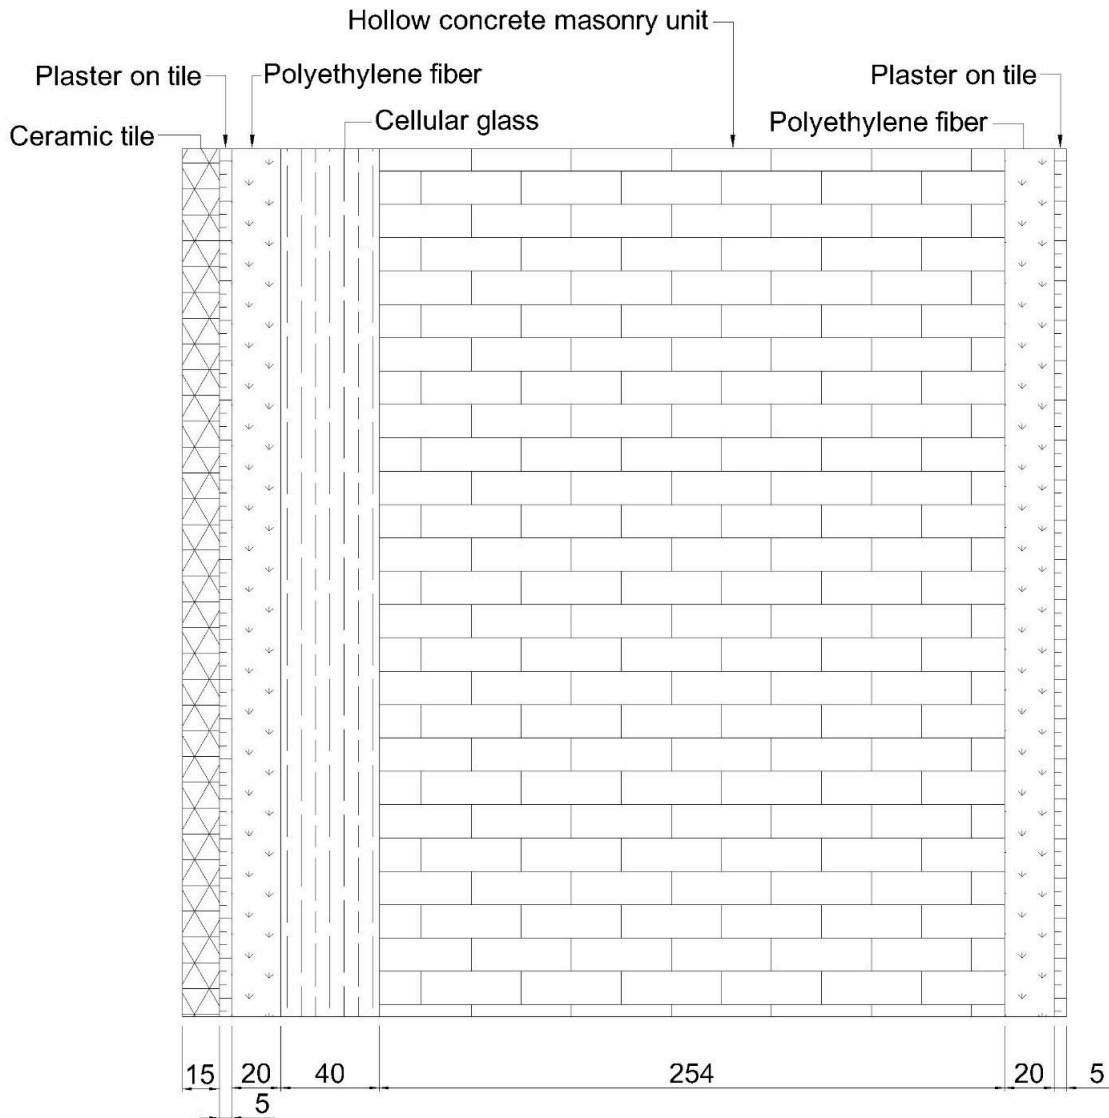 Hollow concrete masonry unit
Plaster on tile
Polyethylene fiber
Plaster on tile
Ceramic tile
Cellular glass
Polyethylene fiber
15
20
40
254
20
5
5